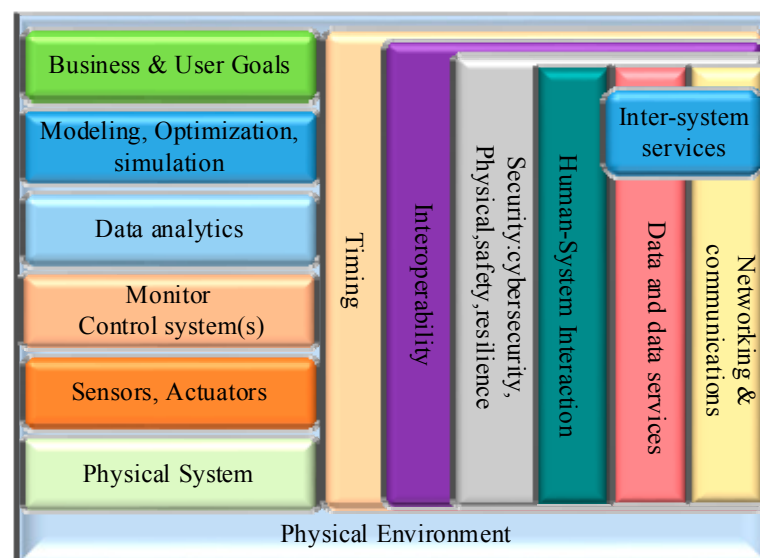 Business & User Goals
Modeling, Optimization,
simulation
Data analytics
Monitor
Control system(s)
Sensors, Actuators
Physical System
Timing
Interoperability
Security:cybersecurity,
Physical,safety,resilience
Human-System Interaction
Inter-system
services
Data and data services
Networking &
communications
Physical Environment